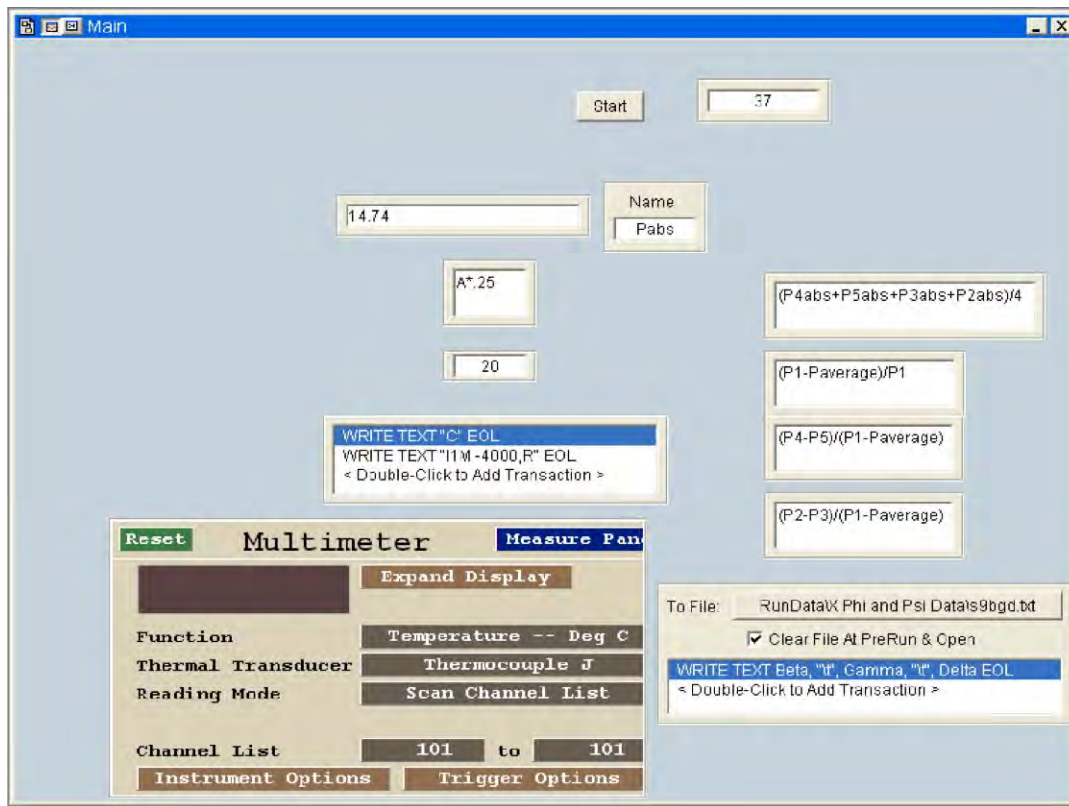 Main
Start
37
14.74
Name
Pabs
A*.25
(P4abs+P5abs+P3abs+P2abs)/4
20
(P1-Paverage)/P1
(P4-P5)/(P1-Paverage)
WRITE TEXT "C" EOL
WRITE TEXT "I1M-4000,R" EOL
< Double-Click to Add Transaction >
(P2-P3)/(P1-Paverage)
Reset
Multimeter
Measure Pan
Expand Display
Function
Temperature -- Deg C
Thermal Transducer
Thermocouple J
Reading Mode
Scan Channel List
Channel List
101 to 101
Instrument Options
Trigger Options
To File:
RunData\X Phi and Psi Data\s9bgd.txt
Clear File At PreRun & Open
WRITE TEXT Beta, "\t", Gamma, "\t", Delta EOL
< Double-Click to Add Transaction >